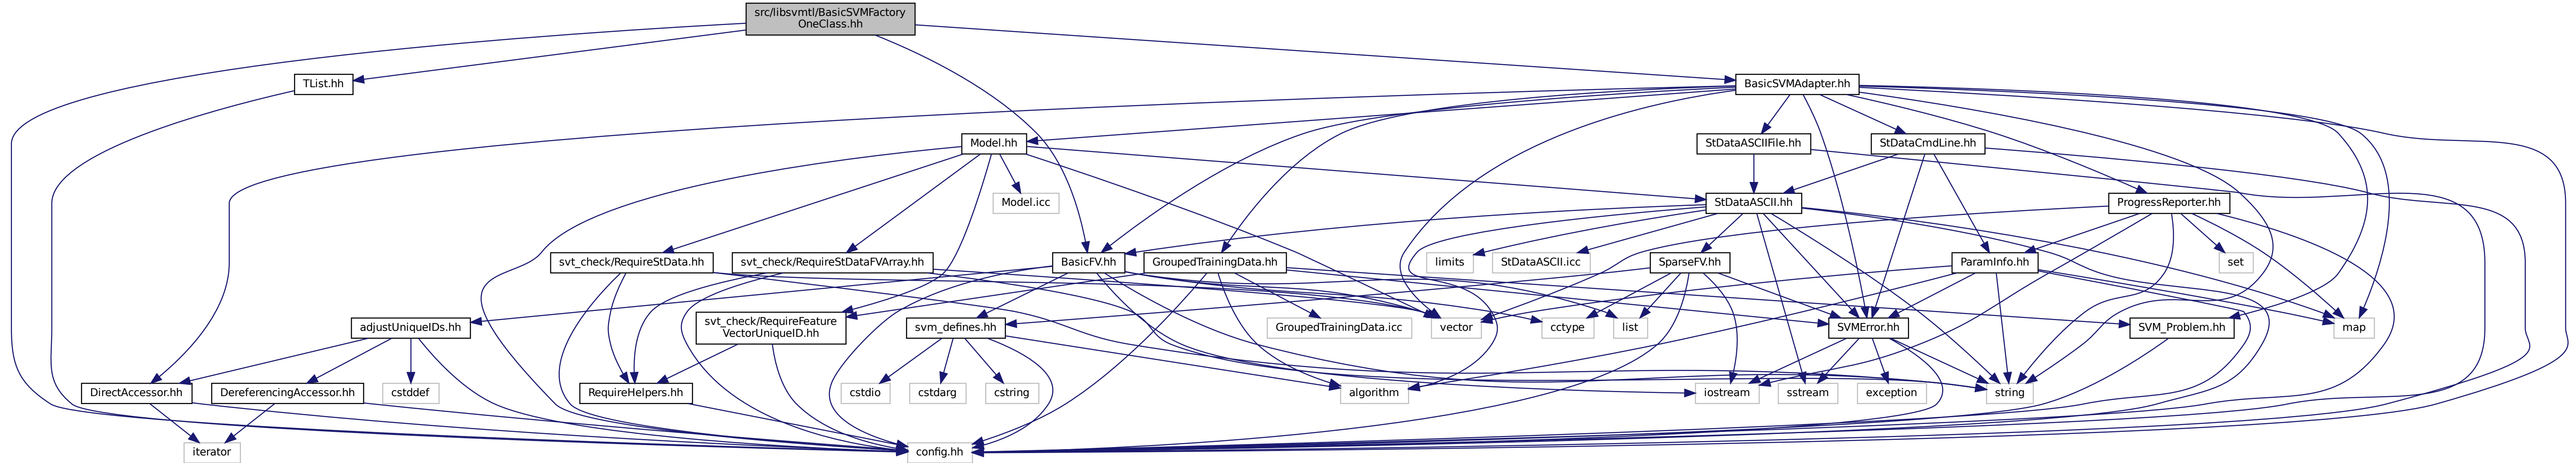 src/libsvmtl/BasicSVMFactory
OneClass.hh
TList.hh
BasicSVMAdapter.hh
Model.hh
StDataASCIIFile.hh
StDataCmdLine.hh
Model.icc
StDataASCII.hh
ProgressReporter.hh
svt_check/RequireStData.hh
svt_check/RequireStDataFVArray.hh
BasicFV.hh
GroupedTrainingData.hh
limits
StDataASCII.icc
SparseFV.hh
ParamInfo.hh
set
adjustUniqueIDs.hh
svt_check/RequireFeature
_VectorUniqueID.hh
svm_defines.hh
GroupedTrainingData.icc
vector
cctype
list
SVMError.hh
SVM_Problem.hh
map
DirectAccessor.hh
DereferencingAccessor.hh
cstddef
RequireHelpers.hh
cstdio
cstdarg
cstring
algorithm
iostream
sstream
exception
string
iterator
config.hh